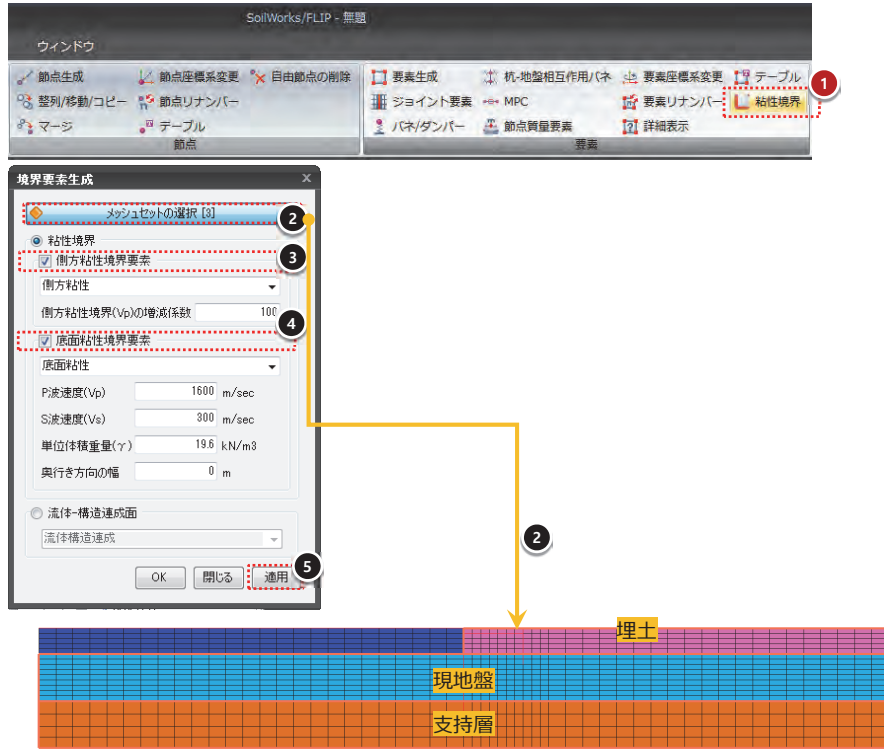 SoilWorks/FLIP - 無題
ウィンドウ
節点生成 節点座標系変更 自由節点の削除 要素生成 杭-地盤相互作用バネ 要素座標系変更 テーブル
1
整列/移動/コピー 節点リナンバー ジョイント要素 MPC 要素リナンバー 粘性境界
マージ テーブル バネ/ダンパー 節点質量要素 詳細表示
節点 要素
境界要素生成 x
メッシュセットの選択 [3] 2
粘性境界
側方粘性境界要素 3
側方粘性
側方粘性境界(Vp)の増減係数 100
4
底面粘性境界要素
底面粘性
P波速度(Vp) 1600 m/sec
S波速度(Vs) 300 m/sec
単位体積重量(γ) 19.6 kN/m3
奥行き方向の幅 0 m
流体-構造連成面
流体構造連成
2
OK 閉じる 適用 5
埋土
現地盤
支持層